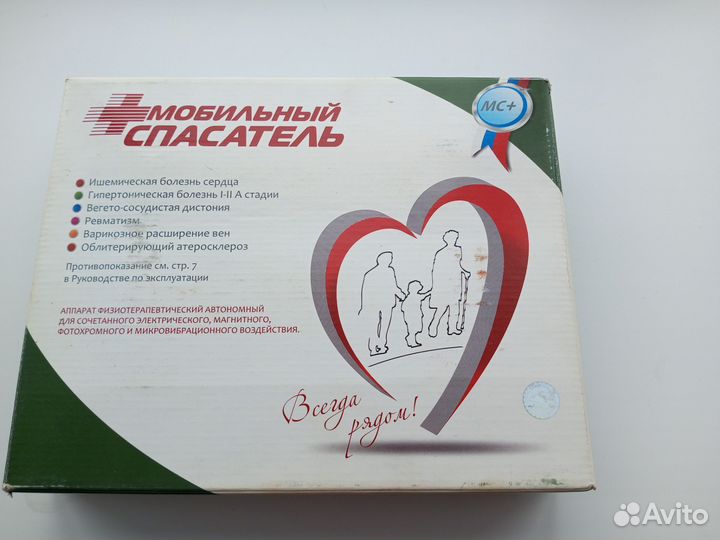 МОБИЛЬНЫЙ
СПАСАТЕЛЬ
МС+
Ишемическая болезнь сердца
Гипертоническая болезнь I-II А стадии
Вегето-сосудистая дистония
Ревматизм
Варикозное расширение вен
Облитерирующий атеросклероз
Противопоказание см. стр. 7
в Руководстве по эксплуатации
АППАРАТ ФИЗИОТЕРАПЕВТИЧЕСКИЙ АВТОНОМНЫЙ
ДЛЯ СОЧЕТАННОГО ЭЛЕКТРИЧЕСКОГО, МАГНИТНОГО,
ФОТОХРОМНОГО И МИКРОВИБРАЦИОННОГО ВОЗДЕЙСТВИЯ.
Всегда
рядом!
Avito